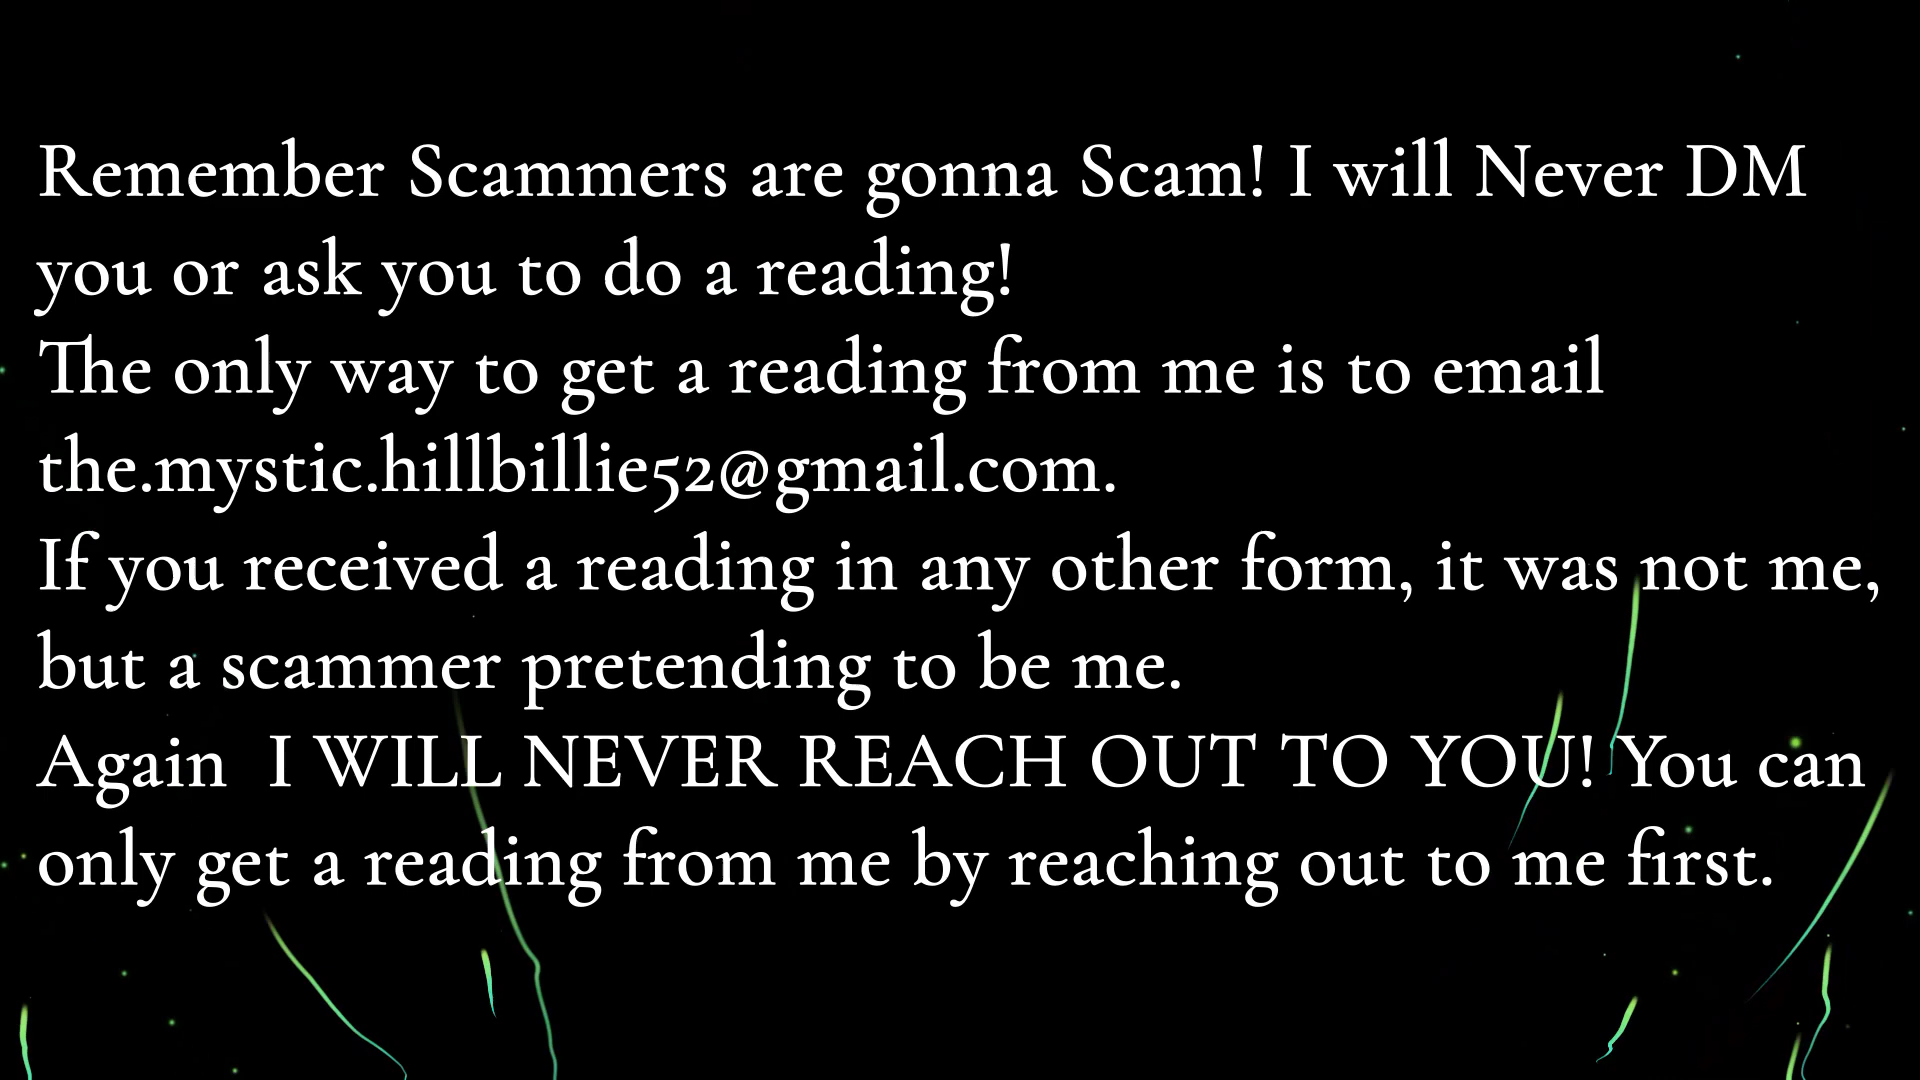 Remember Scammers are gonna Scam! I will Never DM
you or ask you to do a reading!
The only way to get a reading from me is to email
the.mystic.hillbillie52@gmail.com.
If you received a reading in any other form, it was not me,
but a scammer pretending to be me.
Again  I WILL NEVER REACH OUT TO YOU! You can
only get a reading from me by reaching out to me first.